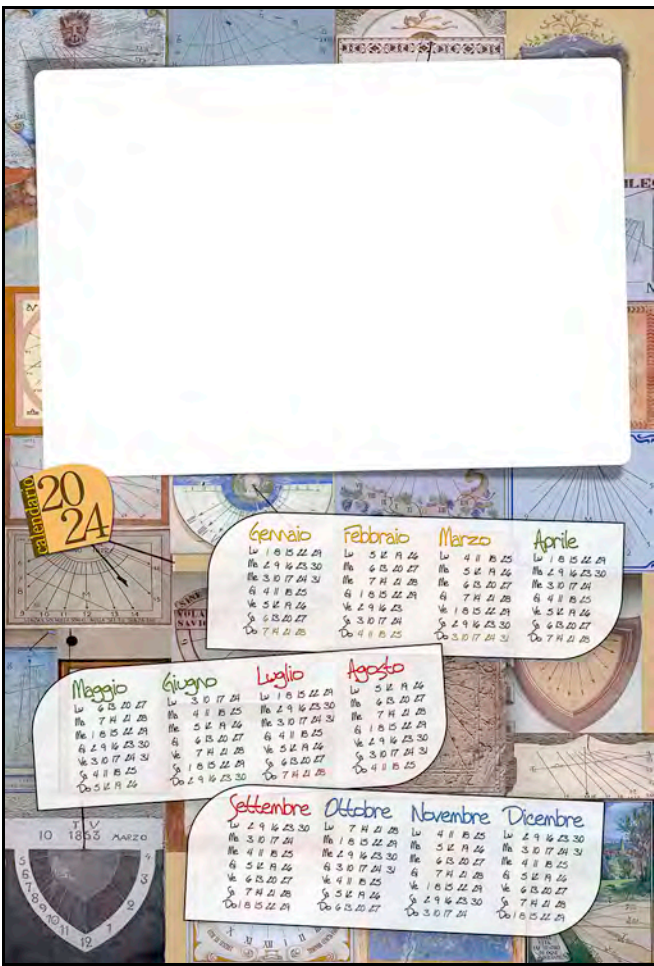 calendario
20
24
Gennaio
Lu 1 8 15 22 29
Ma 2 9 16 23 30
Me 3 10 17 24 31
Gi 4 11 18 25
Ve 5 12 19 26
Sa 6 13 20 27
Do 7 14 21 28
Febbraio
Lu 5 12 19 26
Ma 6 13 20 27
Me 7 14 21 28
Gi 1 8 15 22 29
Ve 2 9 16 23
Sa 3 10 17 24
Do 4 11 18 25
Marzo
Lu 4 11 18 25
Ma 5 12 19 26
Me 6 13 20 27
Gi 7 14 21 28
Ve 1 8 15 22 29
Sa 2 9 16 23 30
Do 3 10 17 24 31
Aprile
Lu 1 8 15 22 29
Ma 2 9 16 23 30
Me 3 10 17 24
Gi 4 11 18 25
Ve 5 12 19 26
Sa 6 13 20 27
Do 7 14 21 28
Maggio
Lu 6 13 20 27
Ma 7 14 21 28
Me 1 8 15 22 29
Gi 2 9 16 23 30
Ve 3 10 17 24 31
Sa 4 11 18 25
Do 5 12 19 26
Giugno
Lu 3 10 17 24
Ma 4 11 18 25
Me 5 12 19 26
Gi 6 13 20 27
Ve 7 14 21 28
Sa 1 8 15 22 29
Do 2 9 16 23 30
Luglio
Lu 1 8 15 22 29
Ma 2 9 16 23 30
Me 3 10 17 24 31
Gi 4 11 18 25
Ve 5 12 19 26
Sa 6 13 20 27
Do 7 14 21 28
Agosto
Lu 5 12 19 26
Ma 6 13 20 27
Me 7 14 21 28
Gi 1 8 15 22 29
Ve 2 9 16 23 30
Sa 3 10 17 24 31
Do 4 11 18 25
Settembre
Lu 2 9 16 23 30
Ma 3 10 17 24
Me 4 11 18 25
Gi 5 12 19 26
Ve 6 13 20 27
Sa 7 14 21 28
Do 1 8 15 22 29
Ottobre
Lu 7 14 21 28
Ma 1 8 15 22 29
Me 2 9 16 23 30
Gi 3 10 17 24 31
Ve 4 11 18 25
Sa 5 12 19 26
Do 6 13 20 27
Novembre
Lu 4 11 18 25
Ma 5 12 19 26
Me 6 13 20 27
Gi 7 14 21 28
Ve 1 8 15 22 29
Sa 2 9 16 23 30
Do 3 10 17 24
Dicembre
Lu 2 9 16 23 30
Ma 3 10 17 24 31
Me 4 11 18 25
Gi 5 12 19 26
Ve 6 13 20 27
Sa 7 14 21 28
Do 1 8 15 22 29
10 1853 MARZO